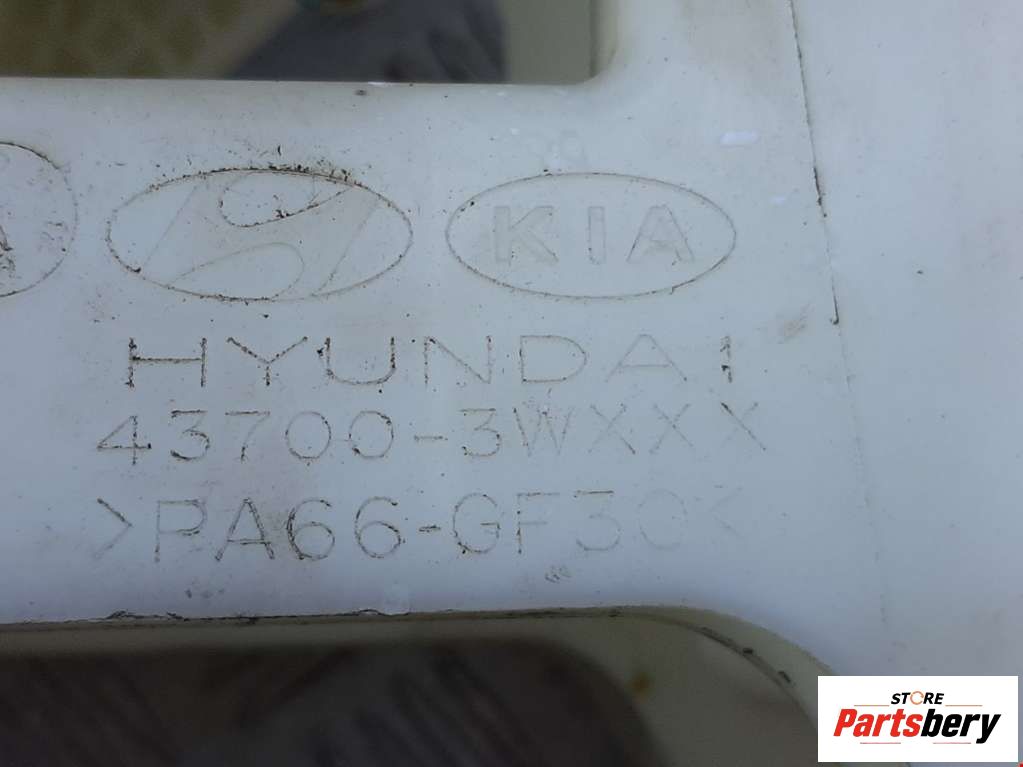 KIA
HYUNDAI
43700-3WXXX
>PA66-GF30<
STORE
Partsbery